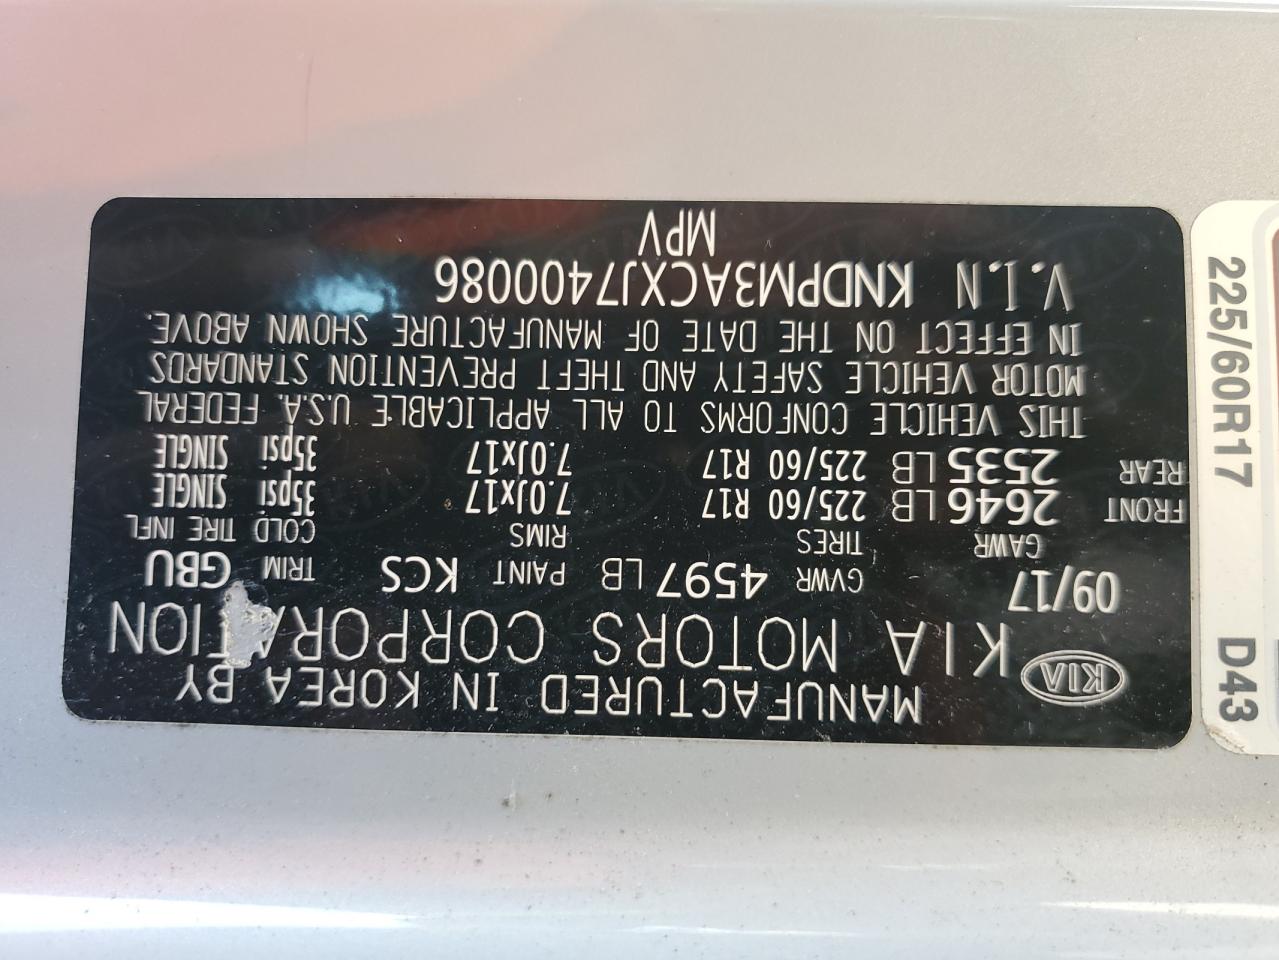 MANUFACTURED IN KOREA BY
KIA KIA MOTORS CORPORATION
09/17 GVWR 4597 LB PAINT KCS TRIM GBU
GAWR TIRES RIMS COLD TIRE INFL
FRONT 2646 LB 225/60 R17 7.0Jx17 35psi SINGLE
REAR 2535 LB 225/60 R17 7.0Jx17 35psi SINGLE
THIS VEHICLE CONFORMS TO ALL APPLICABLE U.S.A. FEDERAL
MOTOR VEHICLE SAFETY AND THEFT PREVENTION STANDARDS
IN EFFECT ON THE DATE OF MANUFACTURE SHOWN ABOVE.
V.I.N KNDPM3ACXJ7400086
MPV
225/60R17 D43